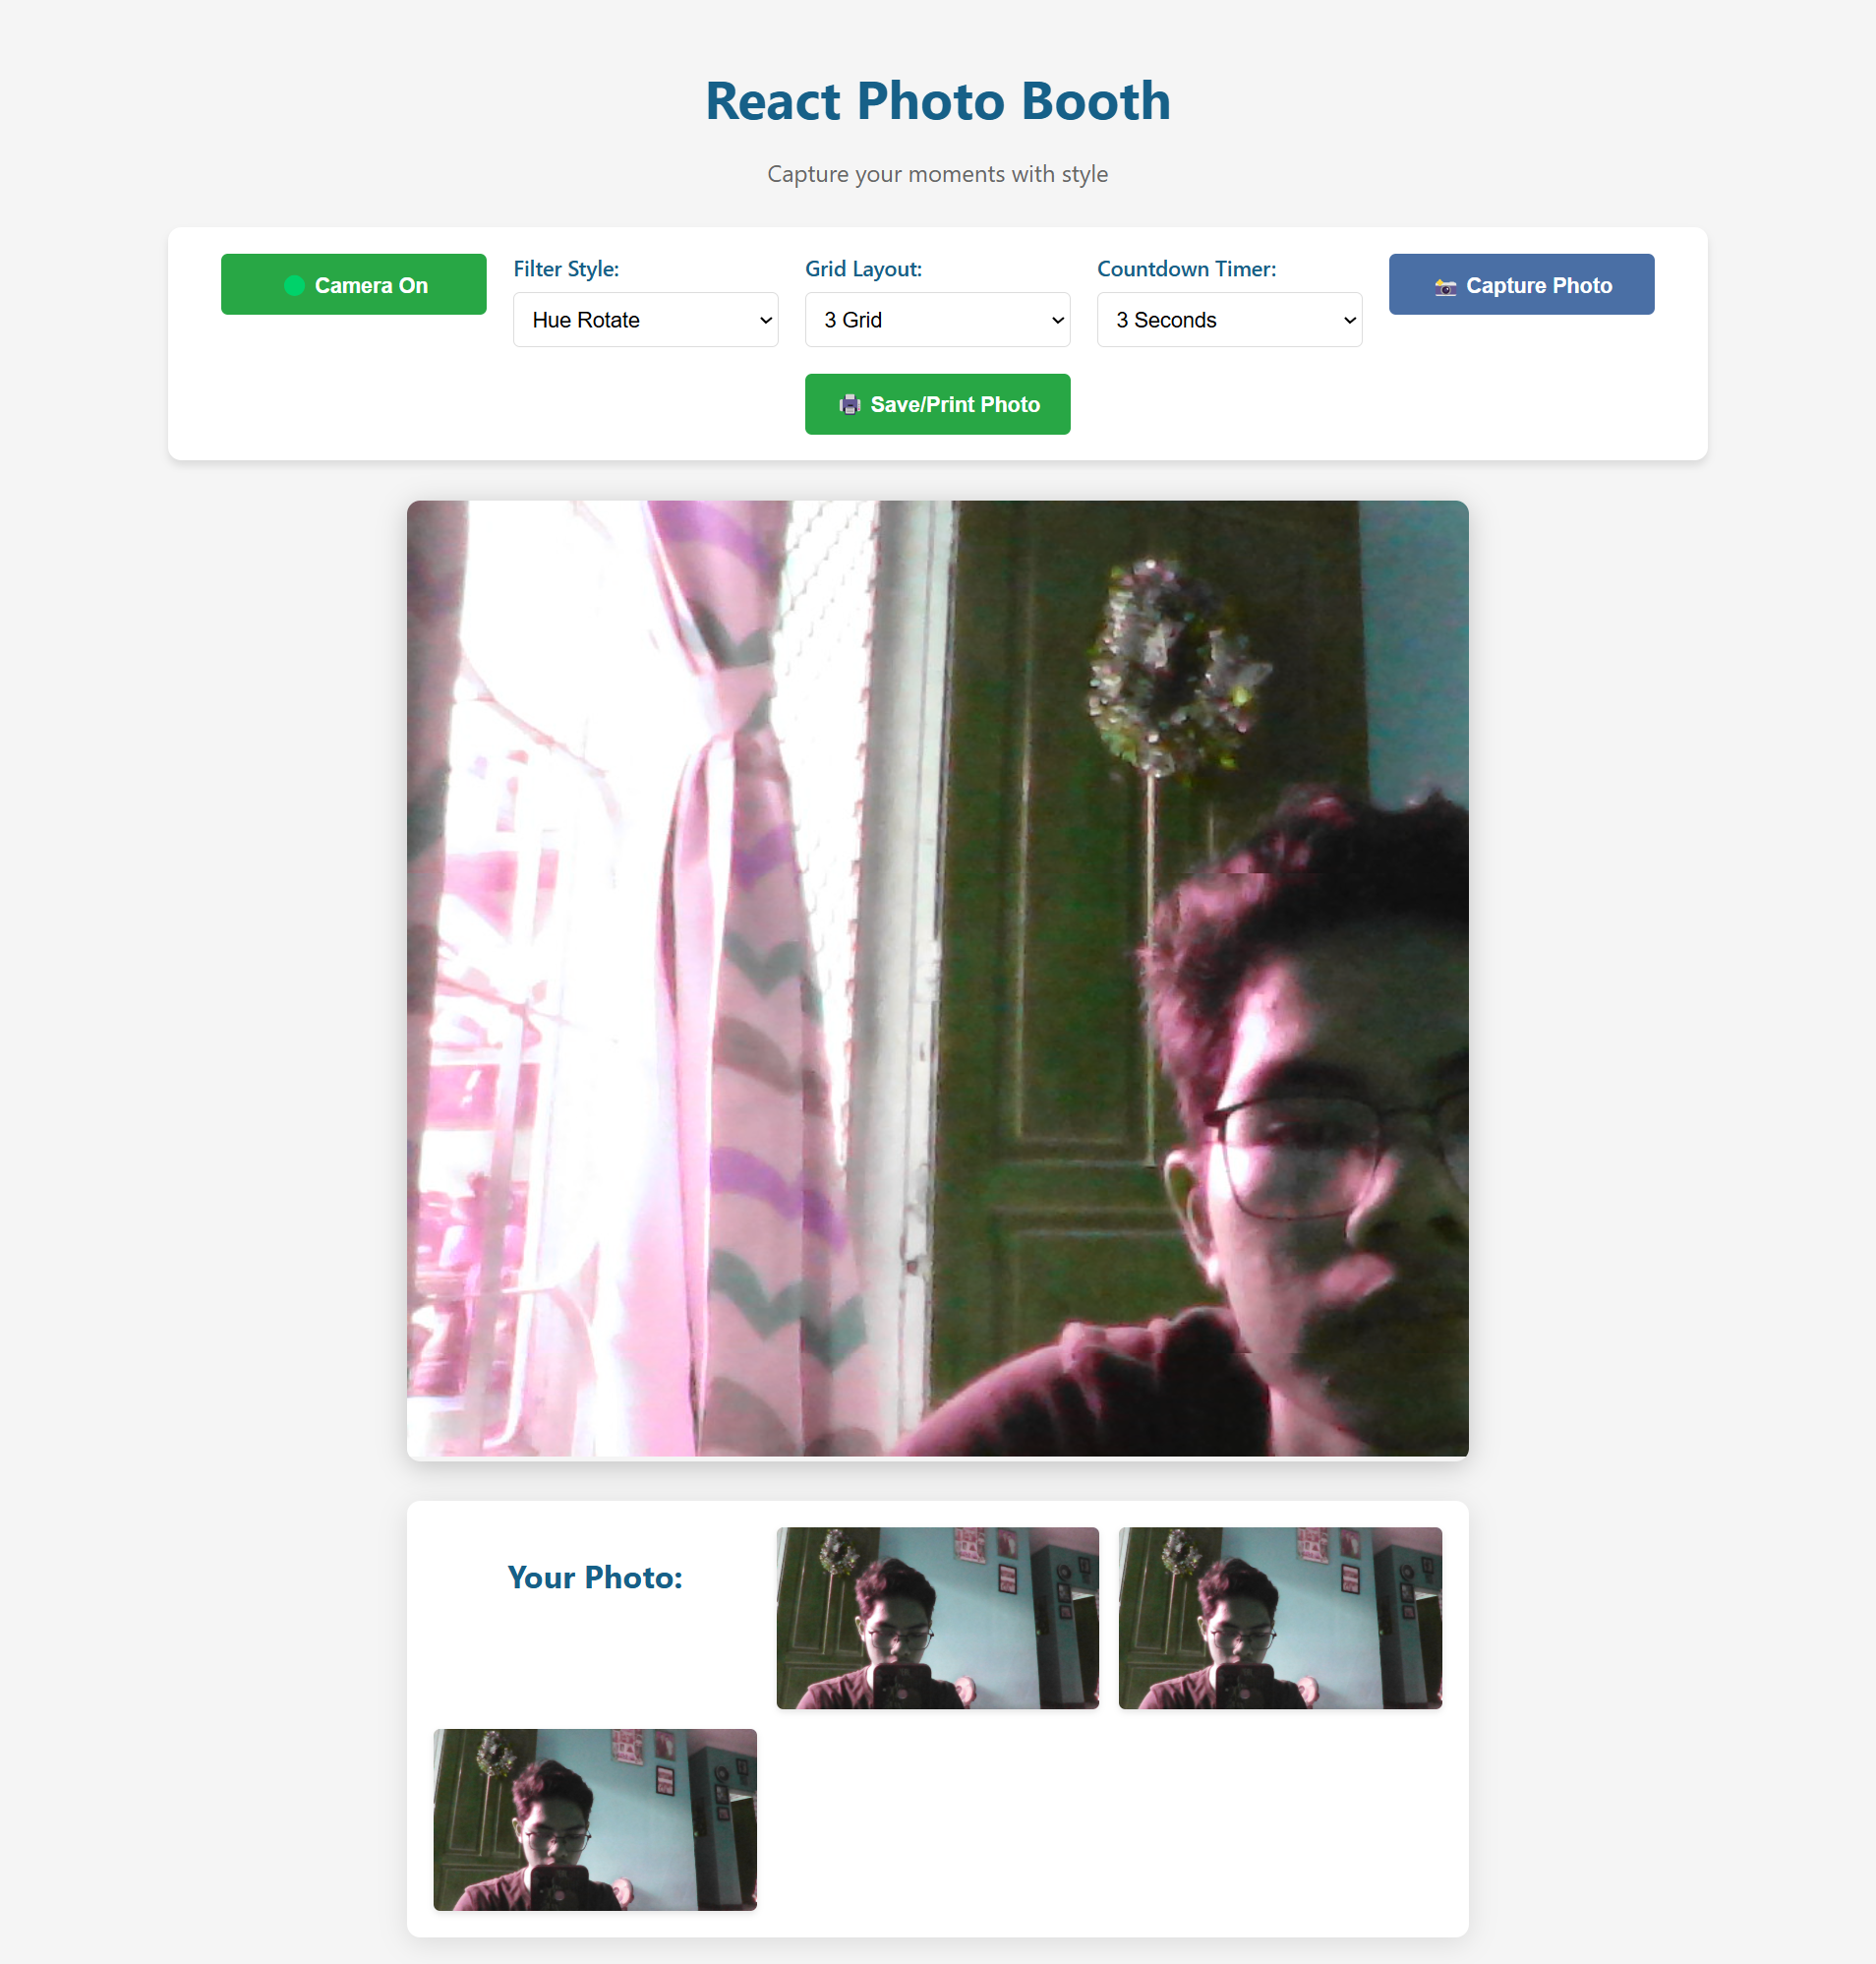 React Photo Booth
Capture your moments with style
Camera On
Filter Style:
Hue Rotate
Grid Layout:
3 Grid
Countdown Timer:
3 Seconds
Capture Photo
Save/Print Photo
Your Photo: